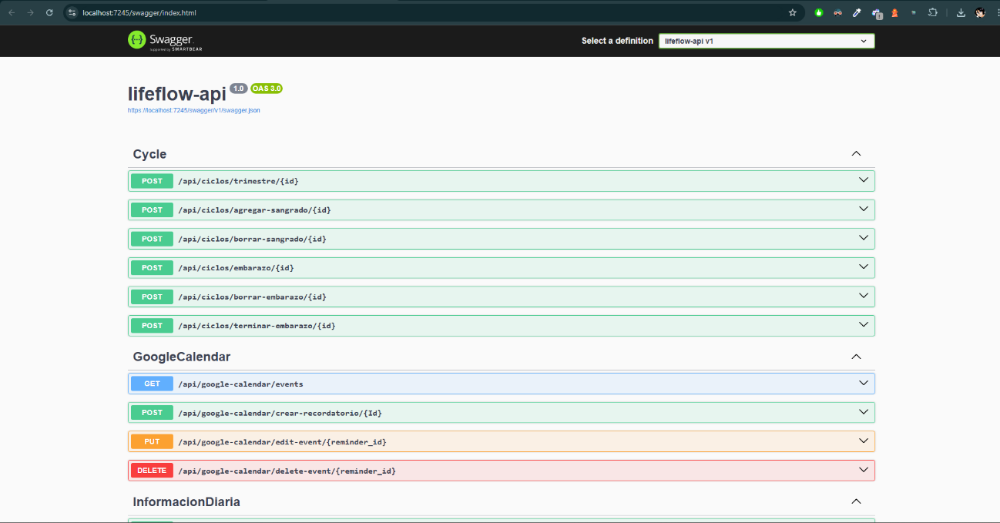 localhost:7245/swagger/index.html
Swagger.
Supported by SMARTBEAR
Select a definition
lifeflow-api v1
lifeflow-api 1.0 OAS 3.0
https://localhost:7245/swagger/v1/swagger.json
Cycle
POST /api/ciclos/trimestre/{id}
POST /api/ciclos/agregar-sangrado/{id}
POST /api/ciclos/borrar-sangrado/{id}
POST /api/ciclos/embarazo/{id}
POST /api/ciclos/borrar-embarazo/{id}
POST /api/ciclos/terminar-embarazo/{id}
GoogleCalendar
GET /api/google-calendar/events
POST /api/google-calendar/crear-recordatorio/{Id}
PUT /api/google-calendar/edit-event/{reminder_id}
DELETE /api/google-calendar/delete-event/{reminder_id}
InformacionDiaria